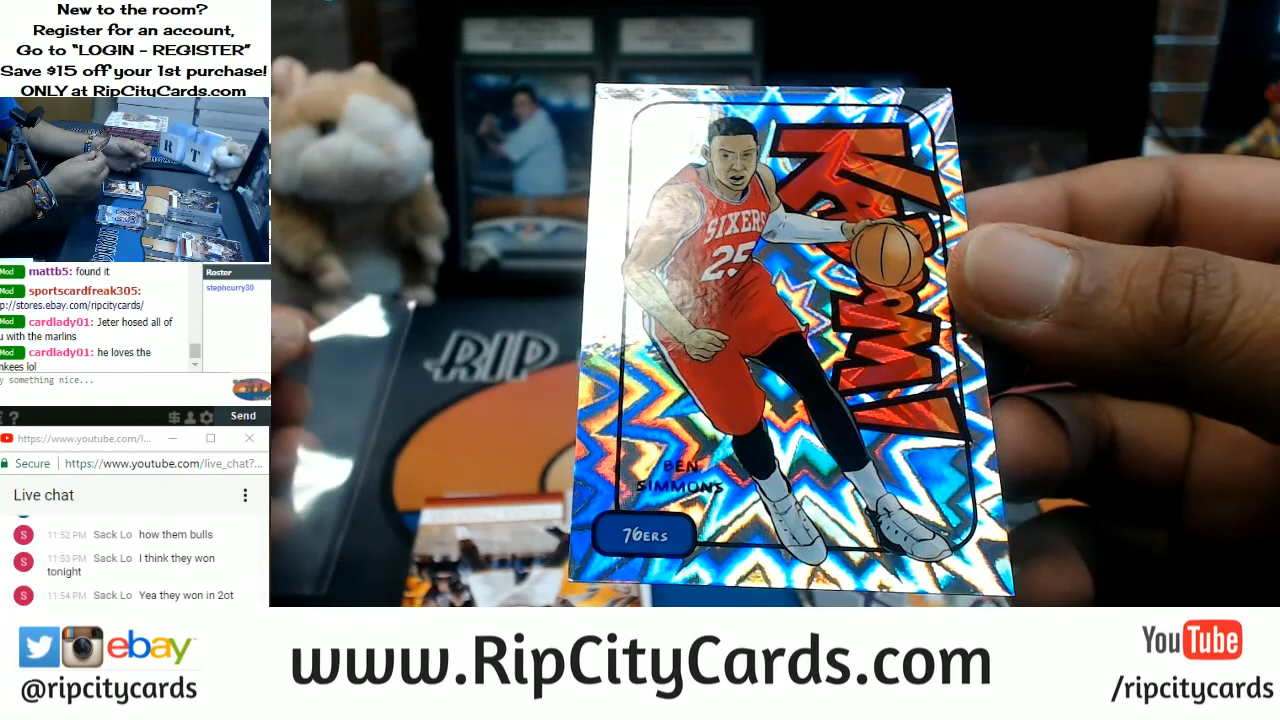 New to the room?
Register for an account,
Go to “LOGIN - REGISTER”
Save $15 off your 1st purchase!
ONLY at RipCityCards.com
R T
Mod mattb5: found it
Mod sportscardfreak305:
p://stores.ebay.com/ripcitycards/
Mod cardlady01: Jeter hosed all of
u with the marlins
Mod cardlady01: he loves the
nkees lol
y something nice...
Roster
stephcurry30
?
$
Send
https://www.youtube.com/l...
Secure https://www.youtube.com/live_chat?...
Live chat
S 11:52 PM Sack Lo how them bulls
S 11:53 PM Sack Lo I think they won
tonight
S 11:54 PM Sack Lo Yea they won in 2ot
RIP
KABOOM!
SIXERS
25
BEN
SIMMONS
76ERS
ebay
@ripcitycards
www.RipCityCards.com
YouTube
/ripcitycards